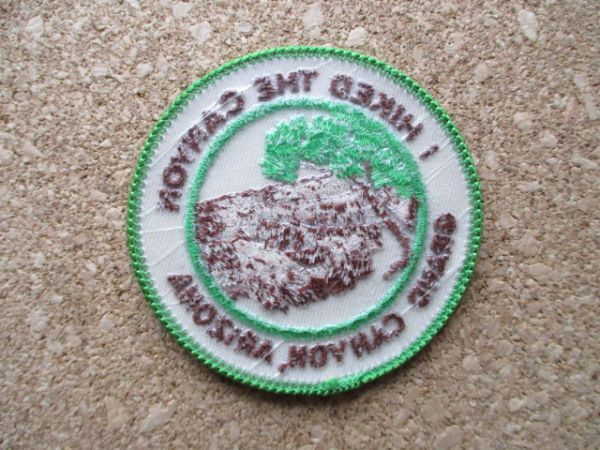 I HIKED THE CANYON
GRAND CANYON, ARIZONA